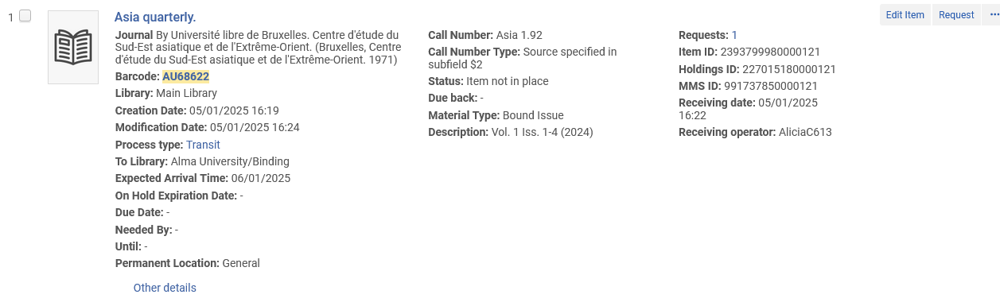 1
Asia quarterly.
Edit Item
Request
Journal By Université libre de Bruxelles. Centre d'étude du
Sud-Est asiatique et de l'Extrême-Orient. (Bruxelles, Centre
d'étude du Sud-Est asiatique et de l'Extrême-Orient. 1971)
Barcode: AU68622
Library: Main Library
Creation Date: 05/01/2025 16:19
Modification Date: 05/01/2025 16:24
Process type: Transit
To Library: Alma University/Binding
Expected Arrival Time: 06/01/2025
On Hold Expiration Date: -
Due Date: -
Needed By: -
Until: -
Permanent Location: General
Other details
Call Number: Asia 1.92
Call Number Type: Source specified in
subfield $2
Status: Item not in place
Due back: -
Material Type: Bound Issue
Description: Vol. 1 Iss. 1-4 (2024)
Requests: 1
Item ID: 2393799980000121
Holdings ID: 227015180000121
MMS ID: 991737850000121
Receiving date: 05/01/2025
16:22
Receiving operator: AliciaC613